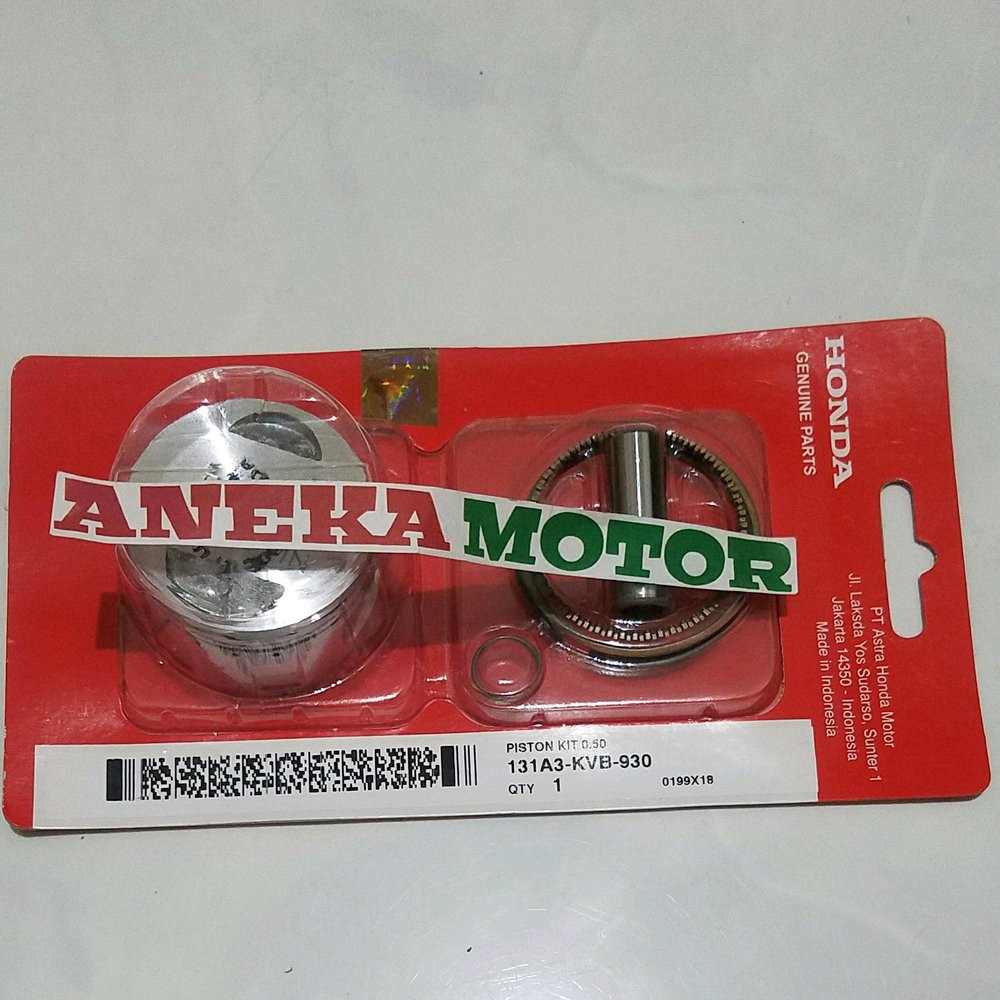 HONDA
GENUINE PARTS
ANEKA MOTOR
PT Astra Honda Motor
Jl. Laksda Yos Sudarso, Sunter 1
Jakarta 14350 - Indonesia
Made in Indonesia
PISTON KIT 0.50
131A3-KVB-930
QTY 1
0199X18